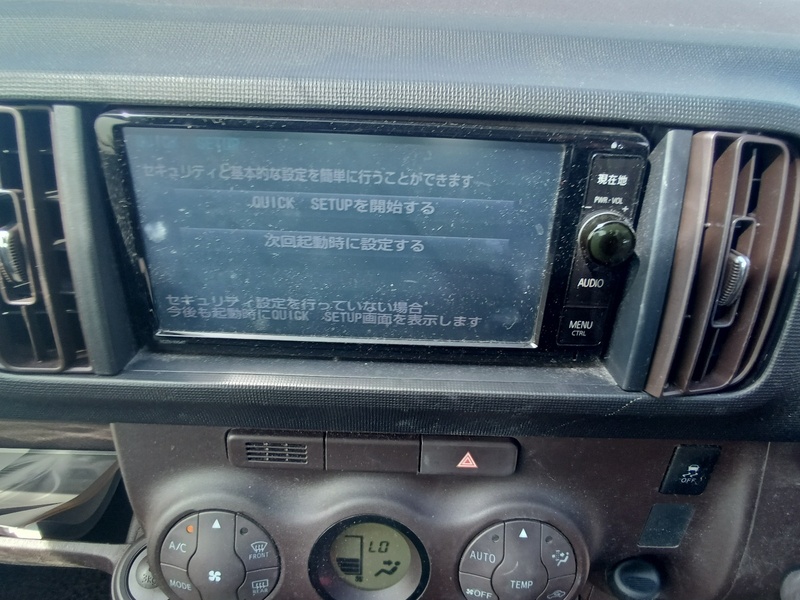 セキュリティと基本的な設定を簡単に行うことができます
QUICK SETUPを開始する
次回起動時に設定する
セキュリティ設定を行っていない場合
今後も起動時にQUICK SETUP画面を表示します
現在地
PWR・VOL
- +
AUDIO
MENU
CTRL
OFF
A/C
FRONT
MODE
REAR
LO
AUTO
TEMP
OFF